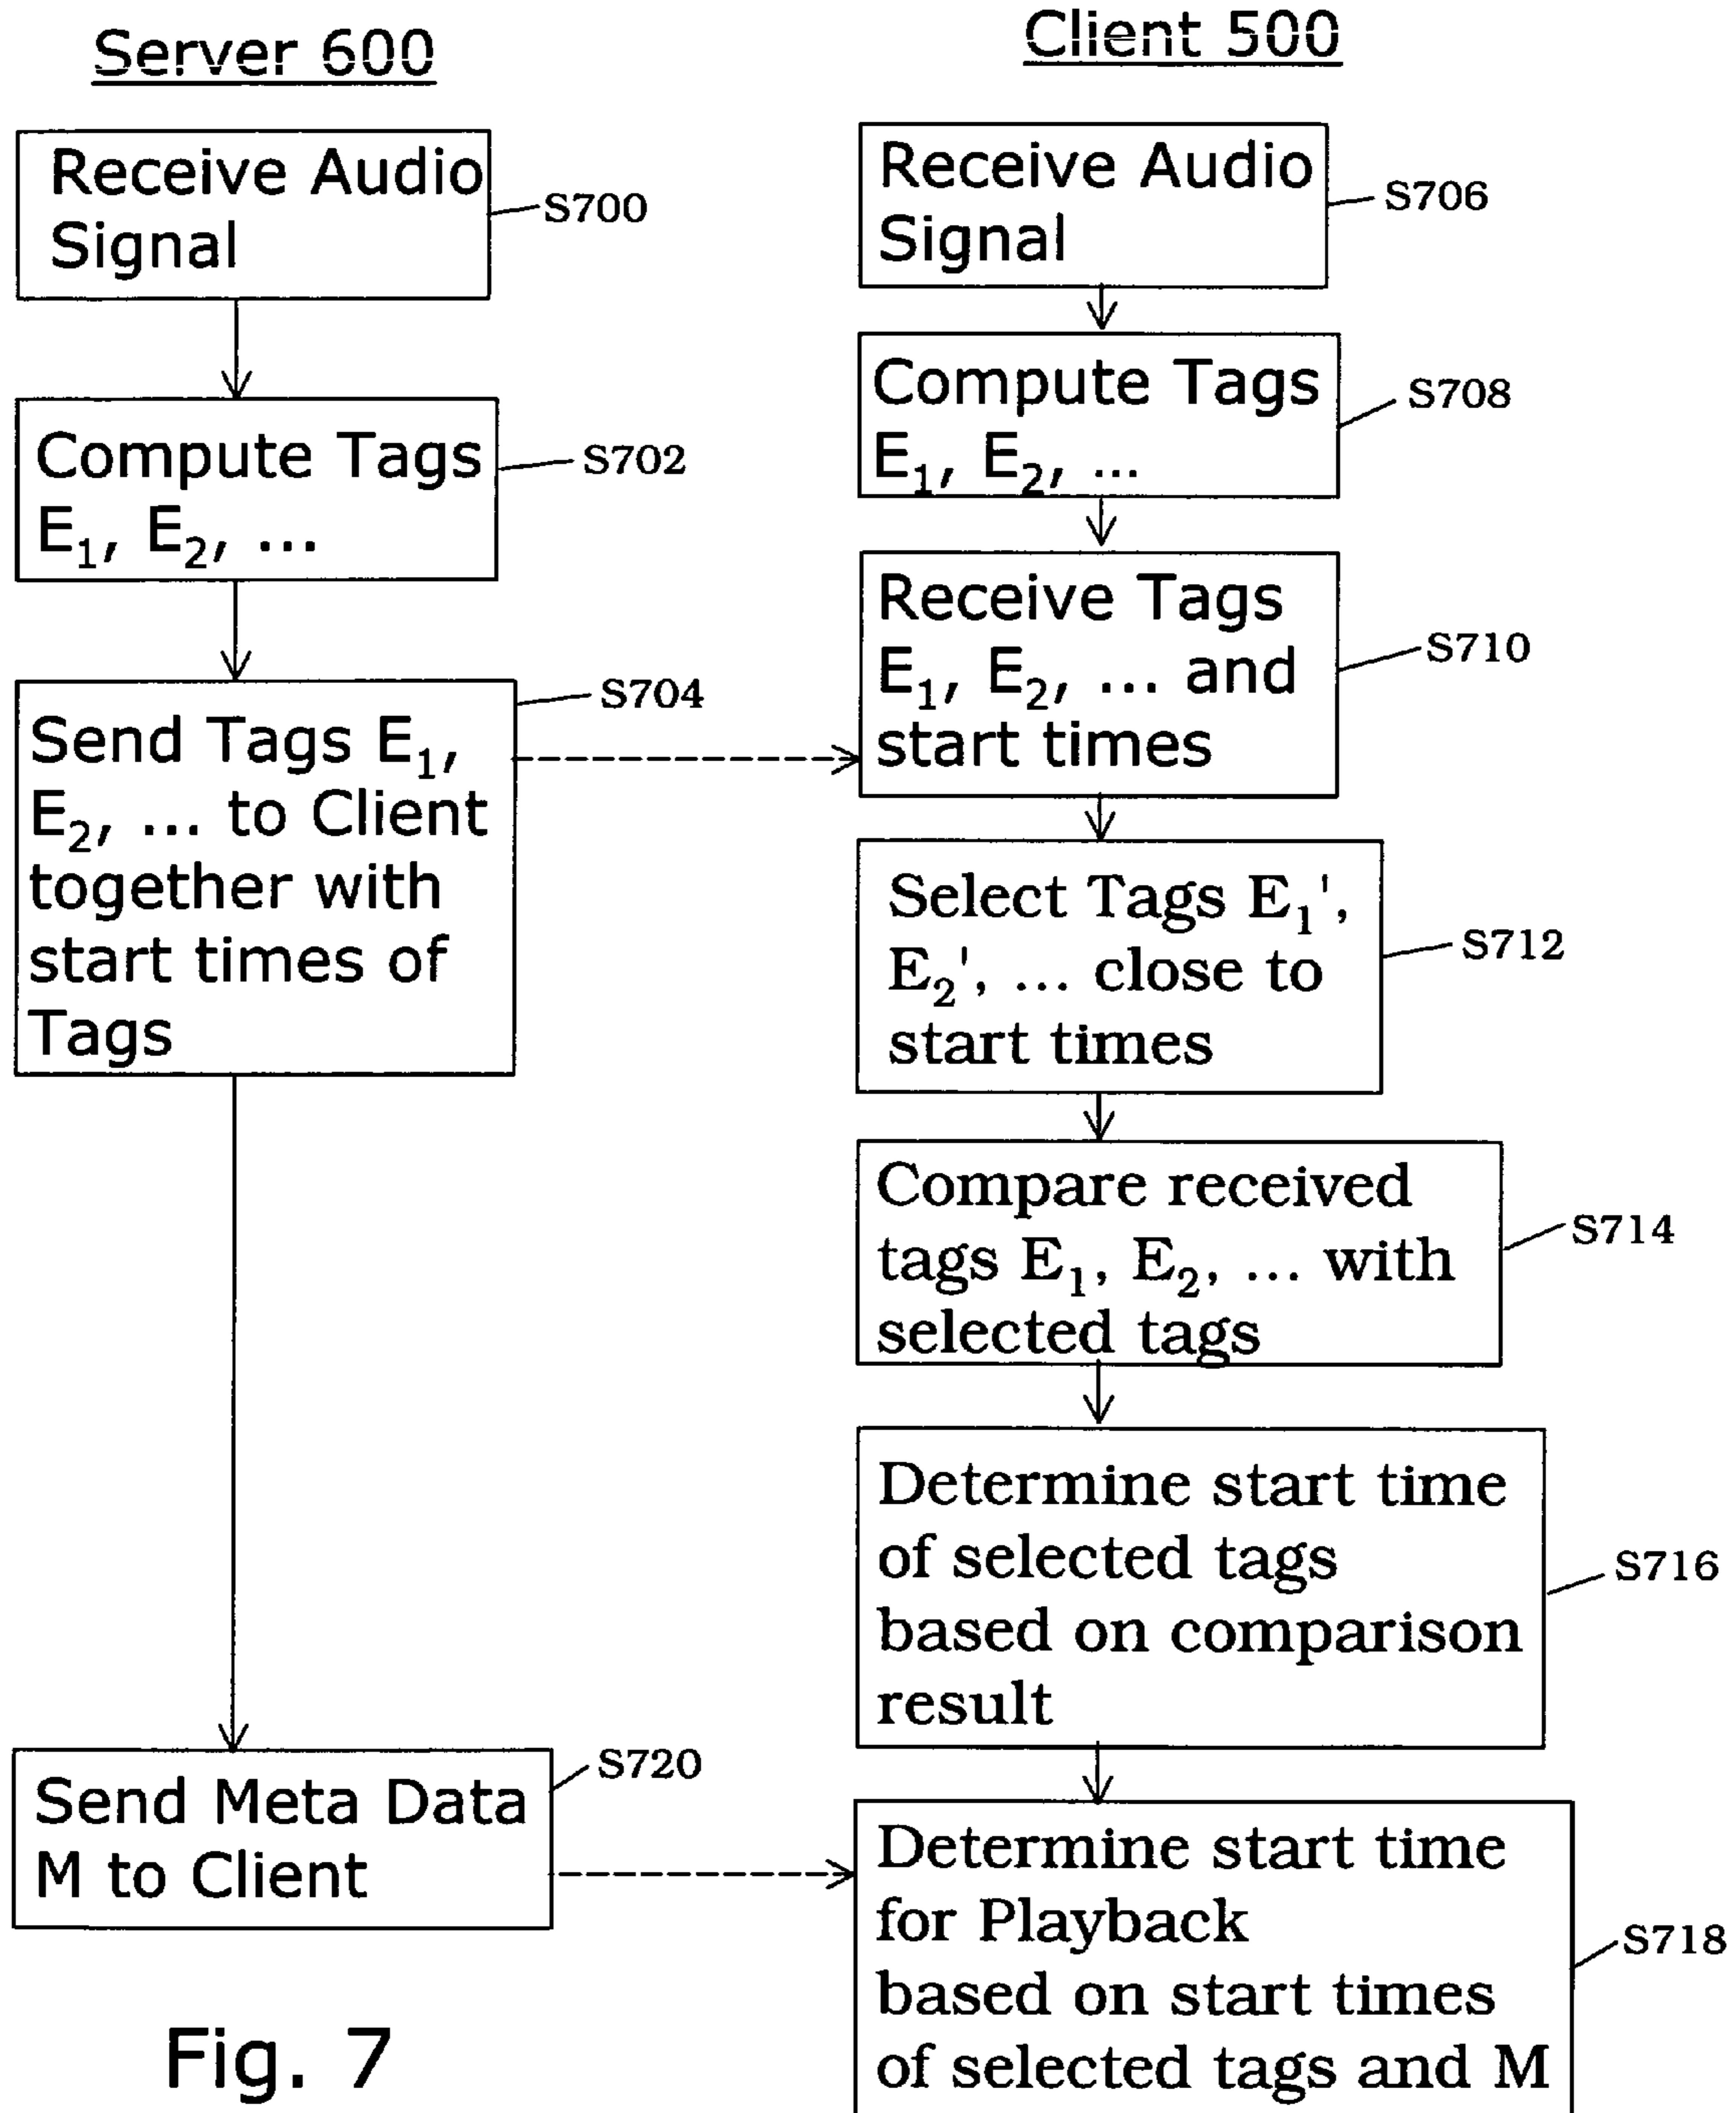 Server 600
Receive Audio
Signal
S700
Compute Tags
E₁, E₂, ...
S702
Send Tags E₁,
E₂, ... to Client
together with
start times of
Tags
S704
Send Meta Data
M to Client
S720
Client 500
Receive Audio
Signal
S706
Compute Tags
E₁, E₂, ...
S708
Receive Tags
E₁, E₂, ... and
start times
S710
Select Tags E₁',
E₂', ... close to
start times
S712
Compare received
tags E₁, E₂, ... with
selected tags
S714
Determine start time
of selected tags
based on comparison
result
S716
Determine start time
for Playback
based on start times
of selected tags and M
S718
Fig. 7